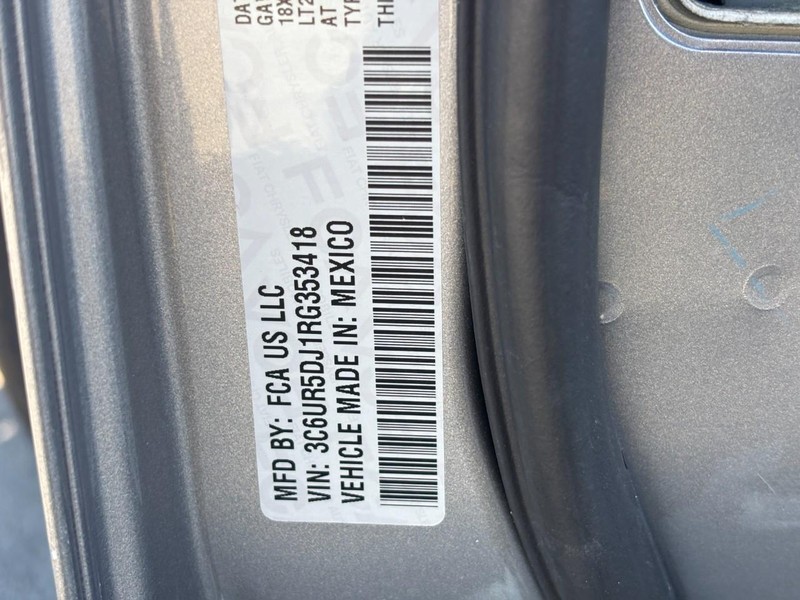 MFD BY: FCA US LLC
VIN: 3C6UR5DJ1RG353418
VEHICLE MADE IN: MEXICO